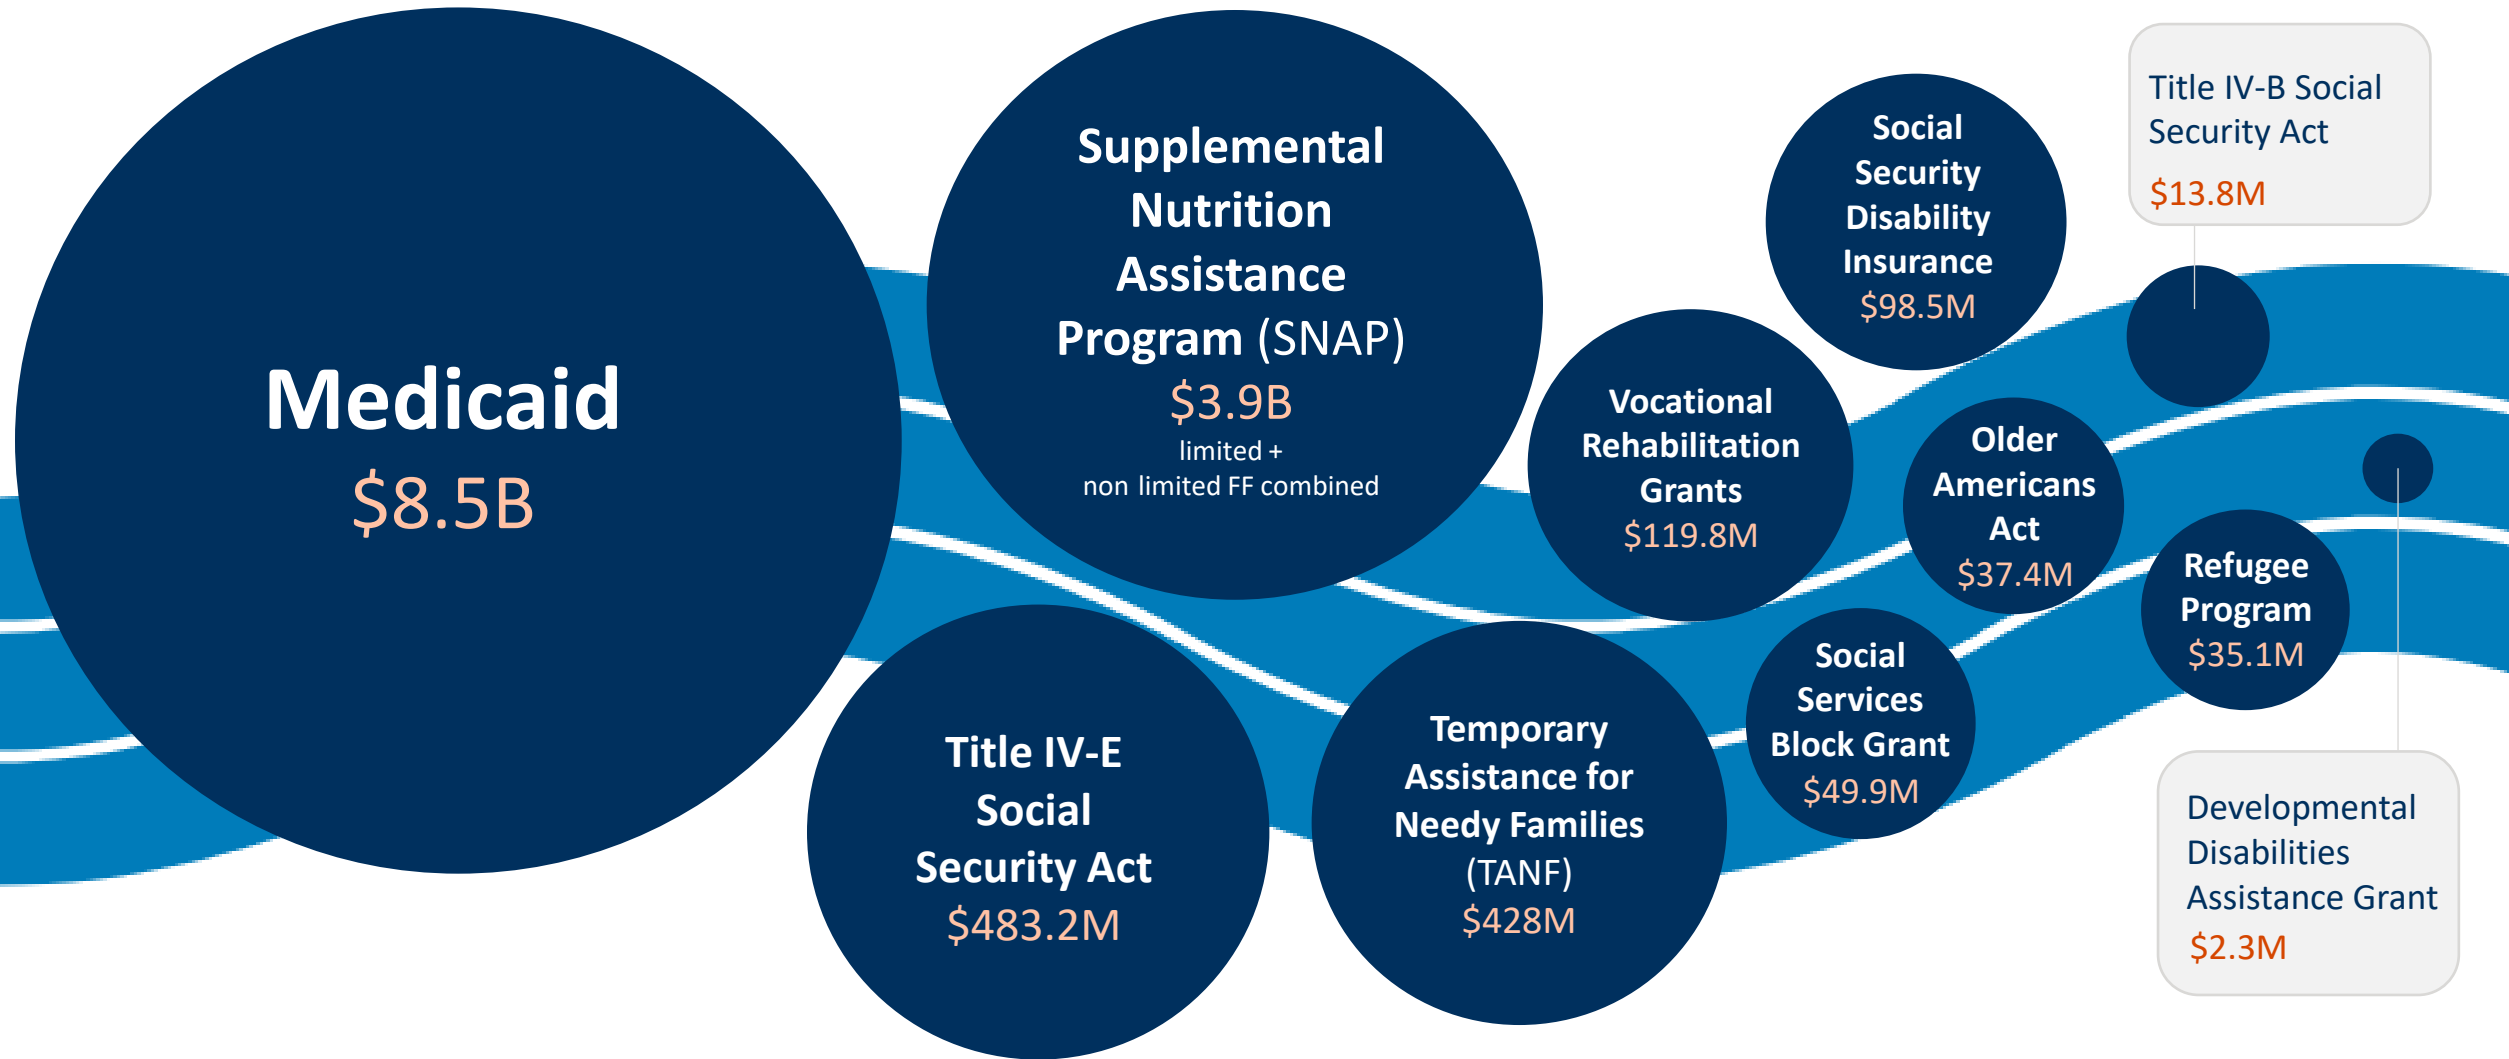 Medicaid
$8.5B
Supplemental
Nutrition
Assistance
Program (SNAP)
$3.9B
limited +
non limited FF combined
Title IV-E
Social
Security Act
$483.2M
Temporary
Assistance for
Needy Families
(TANF)
$428M
Vocational
Rehabilitation
Grants
$119.8M
Social
Security
Disability
Insurance
$98.5M
Social
Services
Block Grant
$49.9M
Older
Americans
Act
$37.4M
Refugee
Program
$35.1M
Title IV-B Social
Security Act
$13.8M
Developmental
Disabilities
Assistance Grant
$2.3M